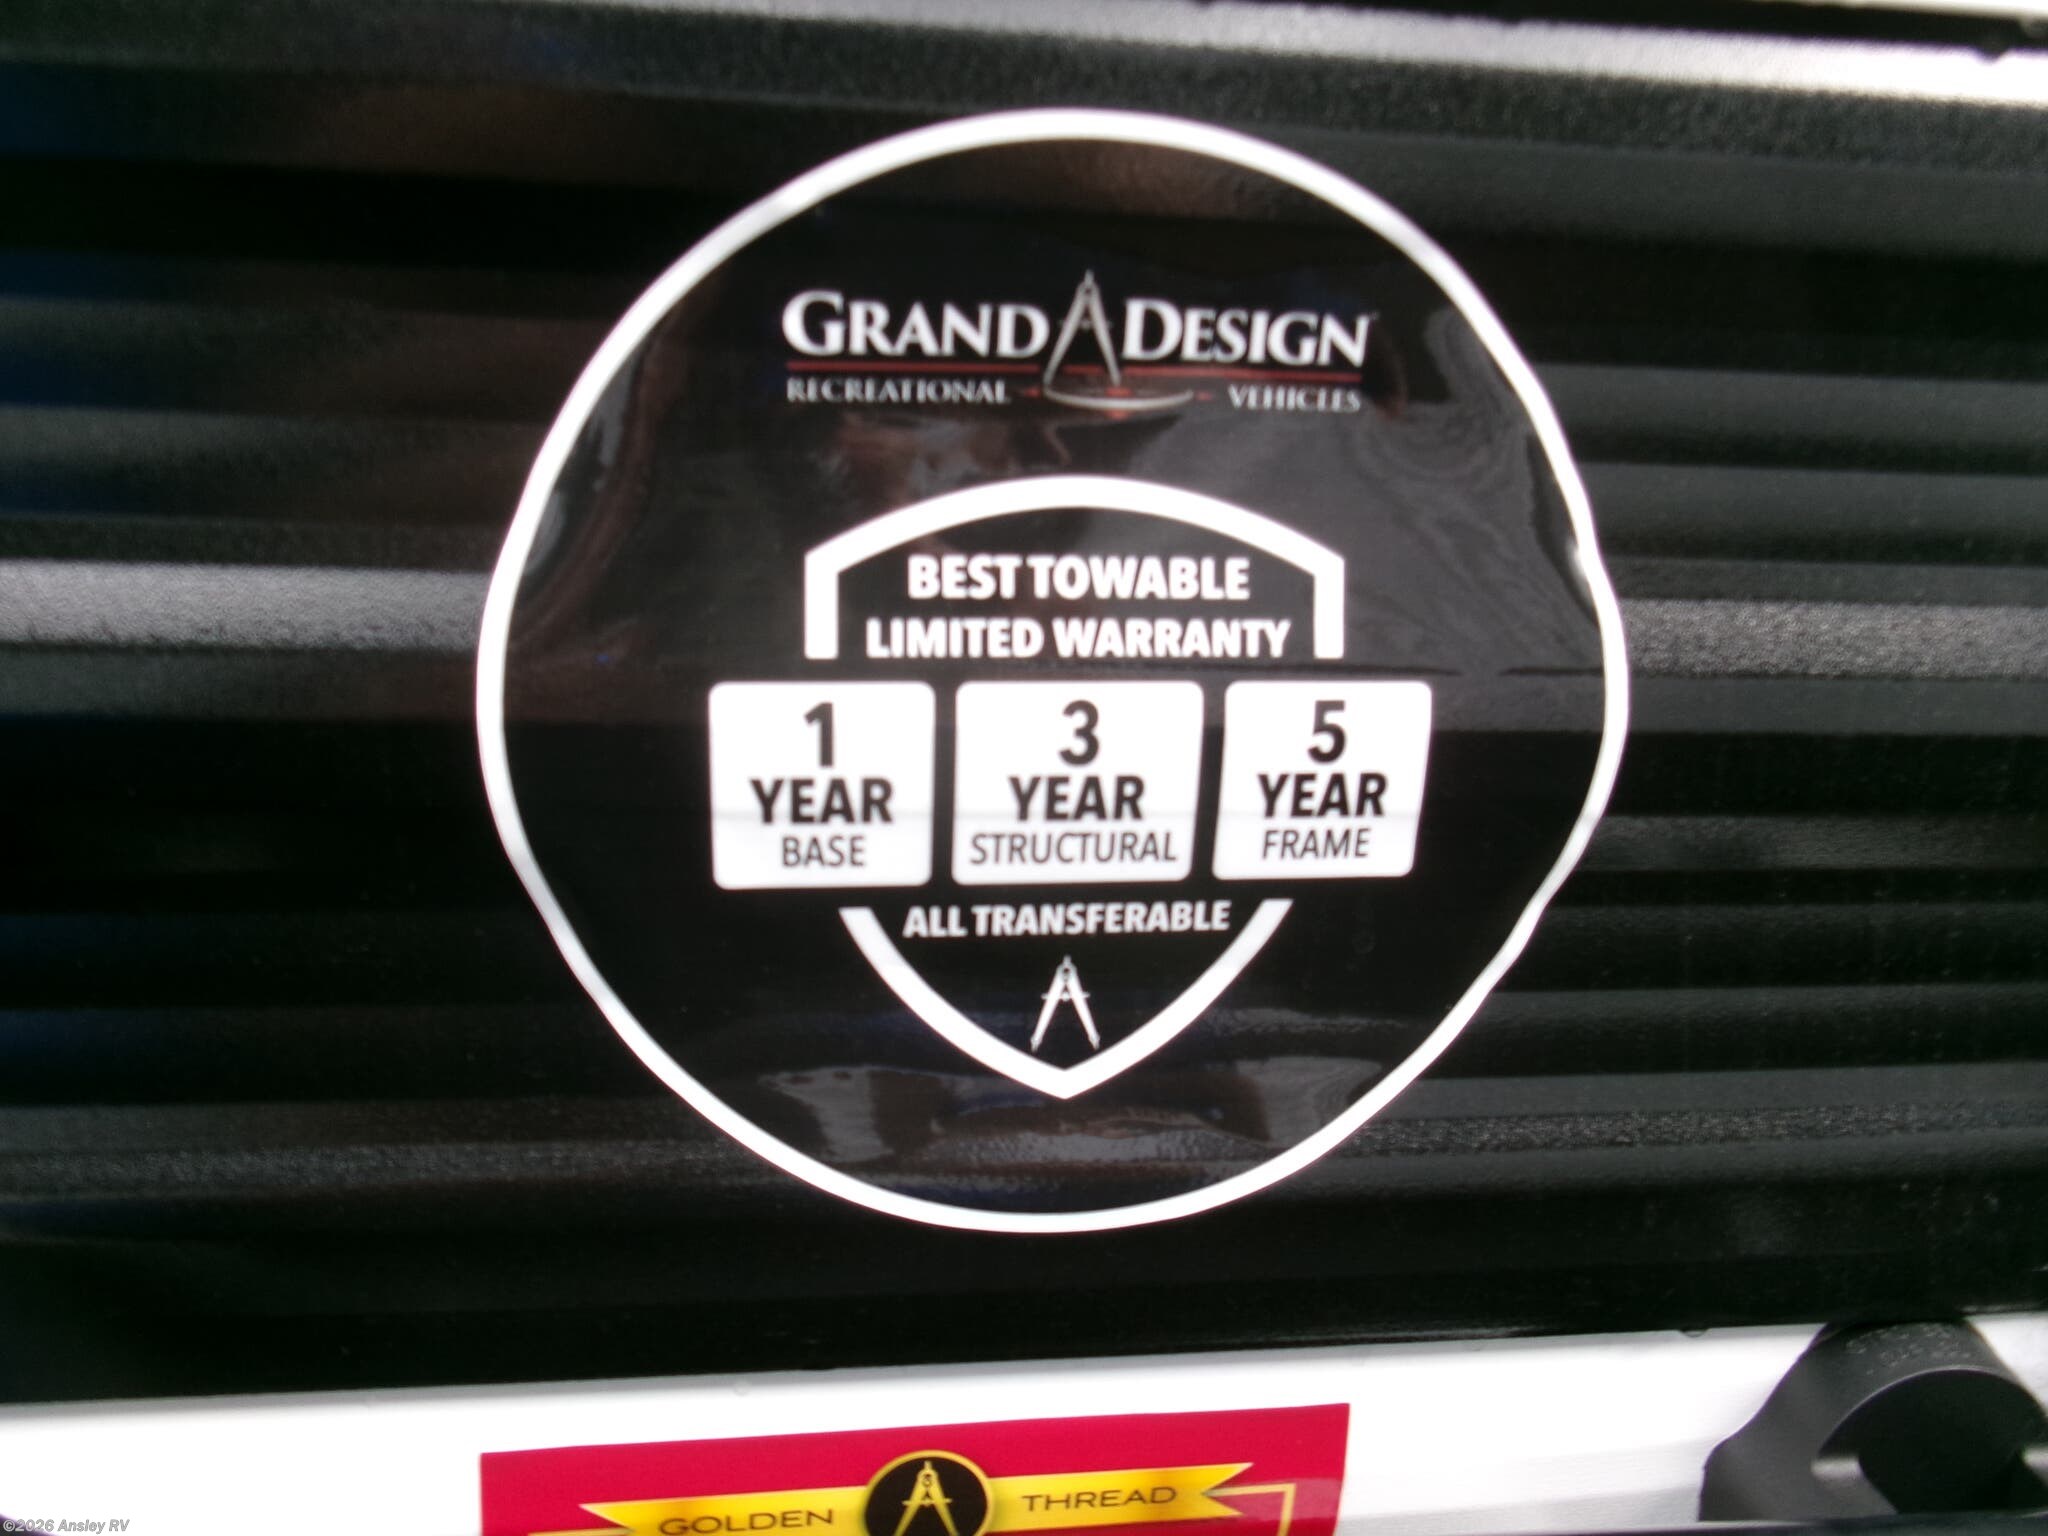 GRAND DESIGN
RECREATIONAL VEHICLES
BEST TOWABLE
LIMITED WARRANTY
1
YEAR
BASE
3
YEAR
STRUCTURAL
5
YEAR
FRAME
ALL TRANSFERABLE
GOLDEN THREAD
©2026 Ansley RV